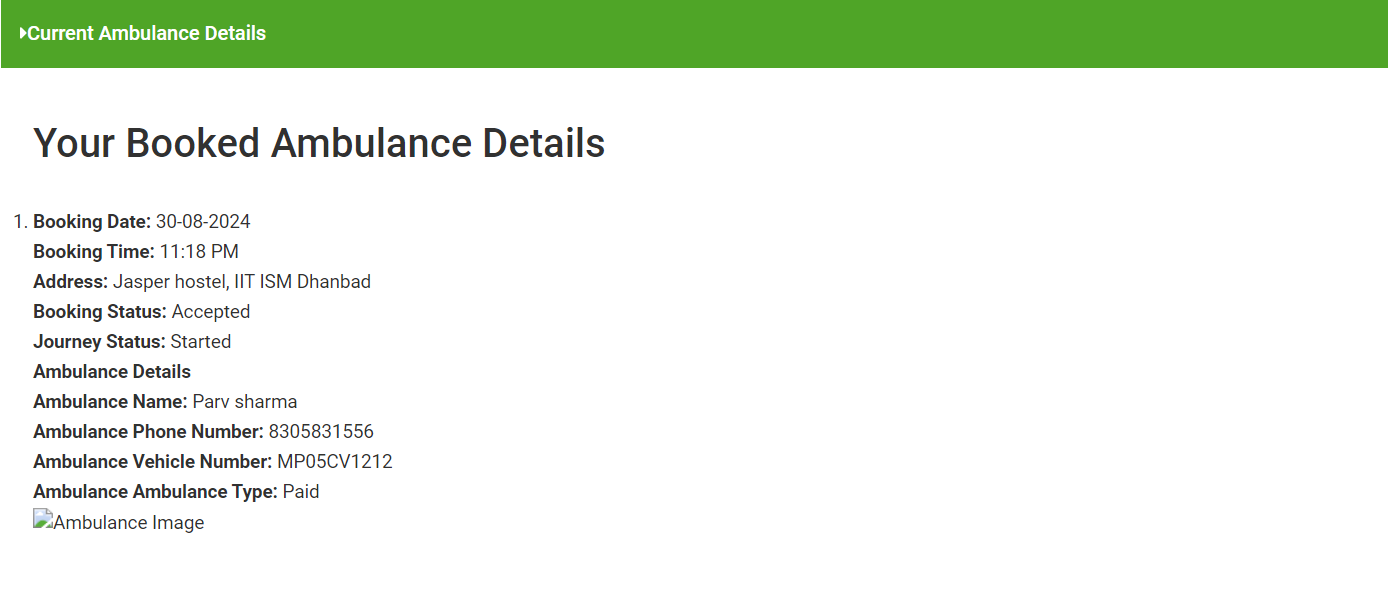 Current Ambulance Details
Your Booked Ambulance Details
1. Booking Date: 30-08-2024
Booking Time: 11:18 PM
Address: Jasper hostel, IIT ISM Dhanbad
Booking Status: Accepted
Journey Status: Started
Ambulance Details
Ambulance Name: Parv sharma
Ambulance Phone Number: 8305831556
Ambulance Vehicle Number: MP05CV1212
Ambulance Ambulance Type: Paid
Ambulance Image